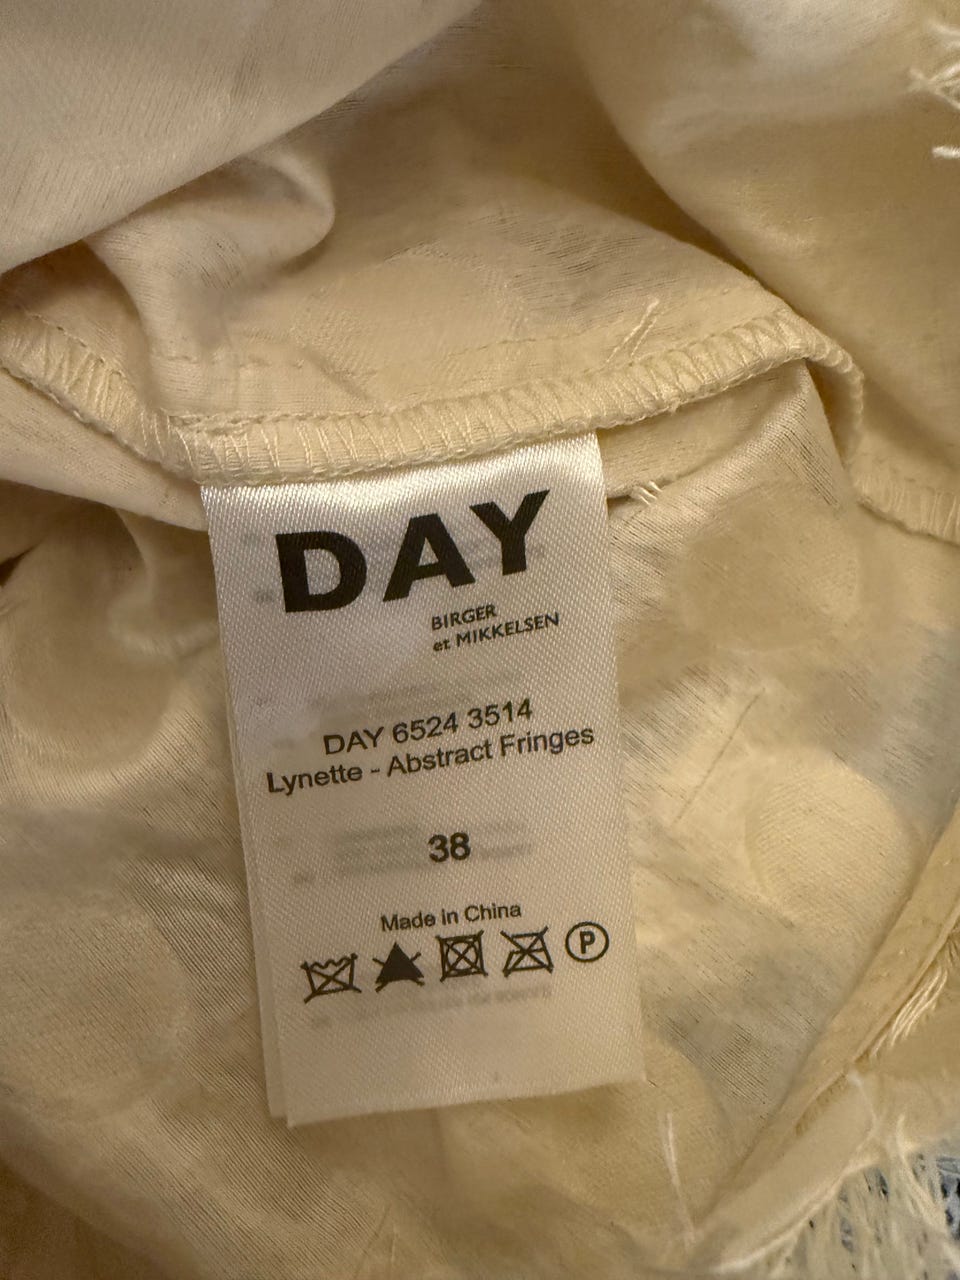 DAY
BIRGER
et MIKKELSEN
DAY 6524 3514
Lynette - Abstract Fringes
38
Made in China
P